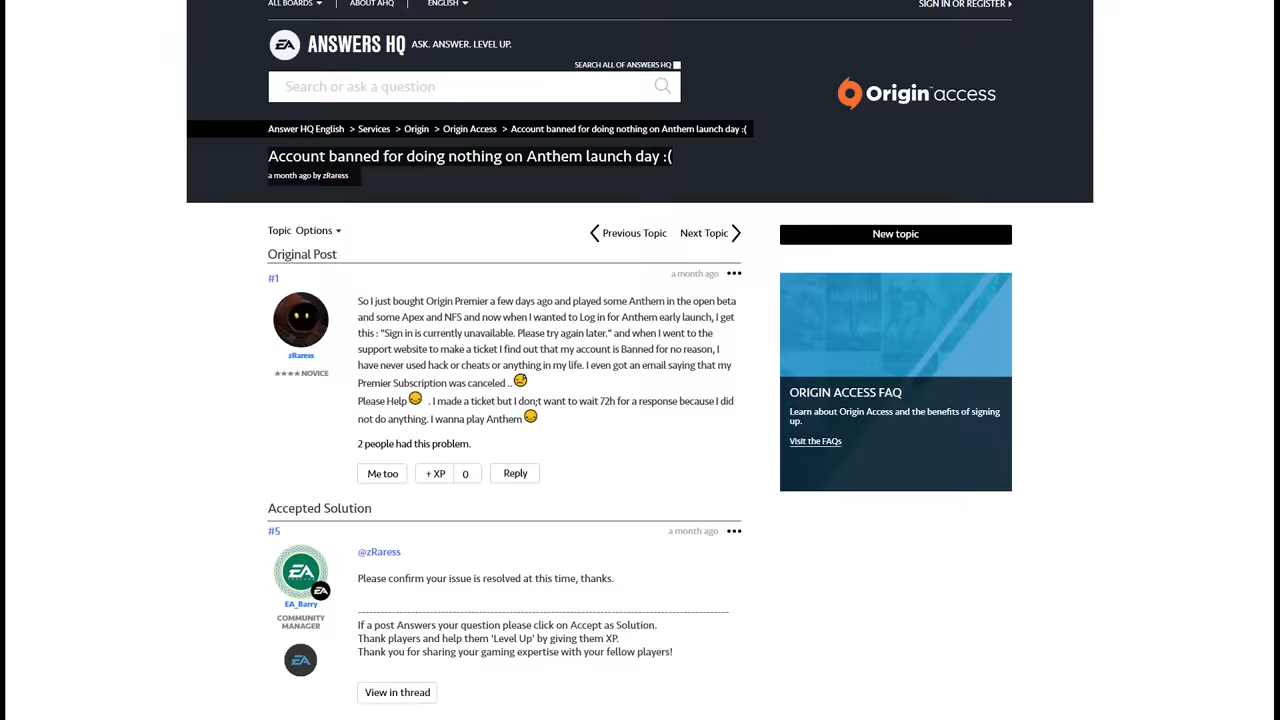 ALL BOARDS
ABOUT AHQ
ENGLISH
SIGN IN OR REGISTER
EA ANSWERS HQ ASK. ANSWER. LEVEL UP.
SEARCH ALL OF ANSWERS HQ
Search or ask a question
Origin access
Answer HQ English > Services > Origin > Origin Access > Account banned for doing nothing on Anthem launch day :(
Account banned for doing nothing on Anthem launch day :(
a month ago by zRaress
Topic Options
Previous Topic
Next Topic
New topic
Original Post
#1
a month ago
So I just bought Origin Premier a few days ago and played some Anthem in the open beta
and some Apex and NFS and now when I wanted to Log in for Anthem early launch, I get
this : "Sign in is currently unavailable. Please try again later." and when I went to the
support website to make a ticket I find out that my account is Banned for no reason, I
have never used hack or cheats or anything in my life. I even got an email saying that my
Premier Subscription was canceled ..
Please Help . I made a ticket but I don;t want to wait 72h for a response because I did
not do anything. I wanna play Anthem
zRaress
NOVICE
2 people had this problem.
Me too
+ XP 0
Reply
ORIGIN ACCESS FAQ
Learn about Origin Access and the benefits of signing
up.
Visit the FAQs
Accepted Solution
#5
a month ago
@zRaress
Please confirm your issue is resolved at this time, thanks.
EA
EA
EA_Barry
COMMUNITY
MANAGER
EA
-----------------------------------------------------------------------------------------
If a post Answers your question please click on Accept as Solution.
Thank players and help them 'Level Up' by giving them XP.
Thank you for sharing your gaming expertise with your fellow players!
View in thread